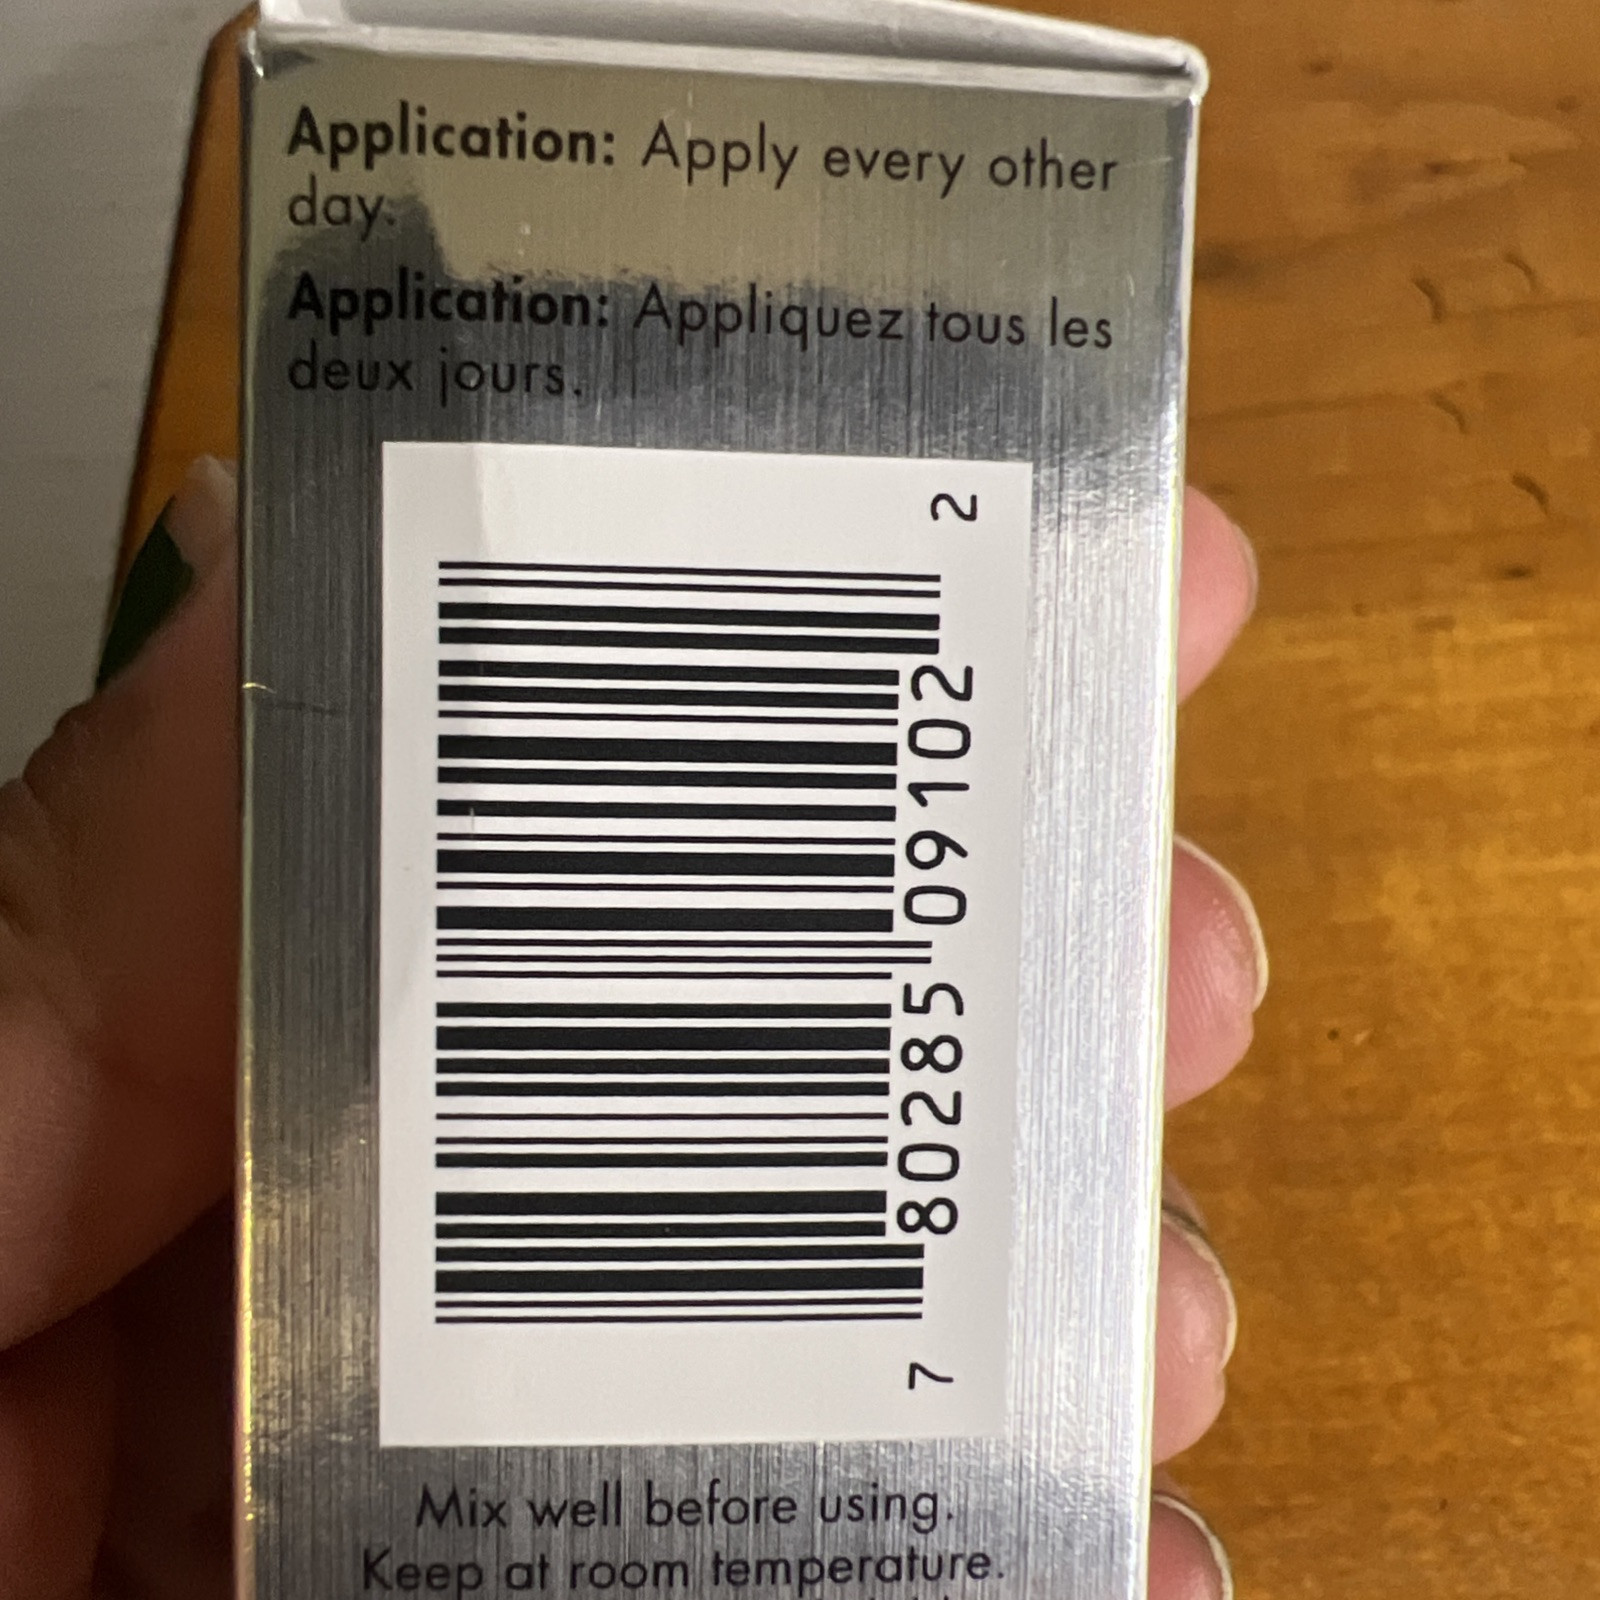 Application: Apply every other
day.
Application: Appliquez tous les
deux jours.
7 80285 09102 2
Mix well before using.
Keep at room temperature.